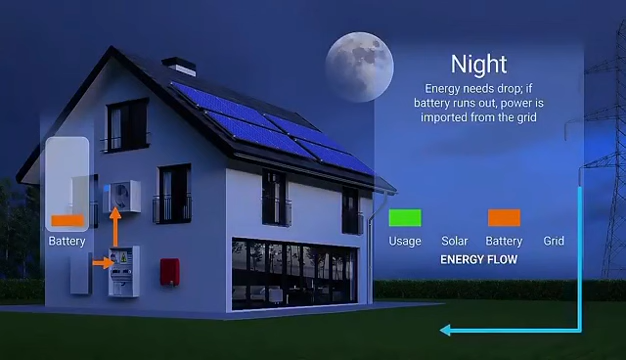 Night
Energy needs drop; if
battery runs out, power is
imported from the grid
Battery
Usage Solar Battery Grid
ENERGY FLOW